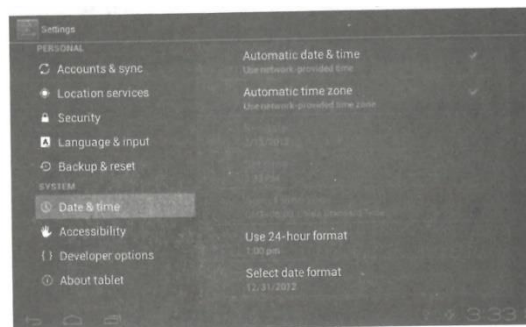 Settings
PERSONAL
Accounts & sync
Location services
Security
Language & input
Backup & reset
SYSTEM
Date & time
Accessibility
{ } Developer options
About tablet
Automatic date & time
Use network-provided time
Automatic time zone
Use network-provided time zone
Use 24-hour format
1:00 pm
Select date format
12/31/2012
3:33